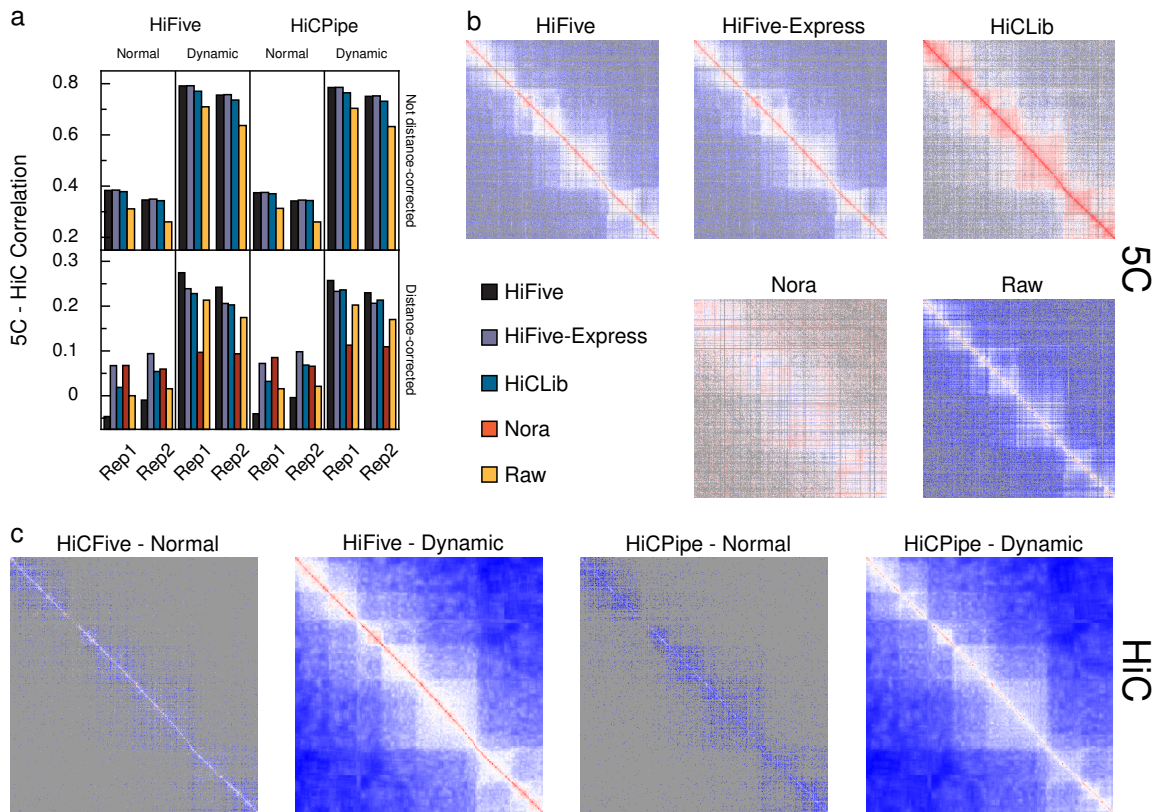 a
HiFive HiCPipe
Normal Dynamic Normal Dynamic
5C - HiC Correlation
0.8
0.6
0.4
0.2
Not distance-corrected
0.3
0.2
0.1
0
Distance-corrected
Rep1 Rep2 Rep1 Rep2 Rep1 Rep2 Rep1 Rep2
b
HiFive HiFive-Express HiCLib
HiFive
HiFive-Express
HiCLib
Nora
Raw
Nora Raw
5C
c
HiCFive - Normal HiFive - Dynamic HiCPipe - Normal HiCPipe - Dynamic
HiC